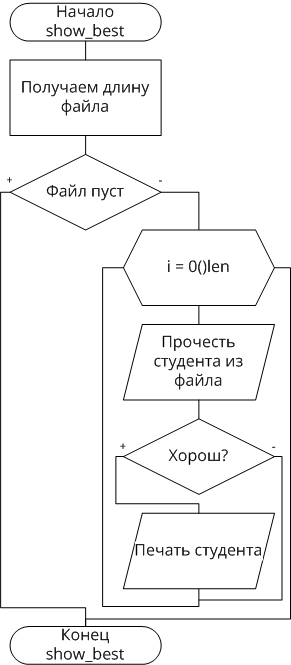 Начало
show_best
Получаем длину
файла
+
Файл пуст
-
i = 0()len
Прочесть
студента из
файла
+
Хорош?
-
Печать студента
Конец
show_best